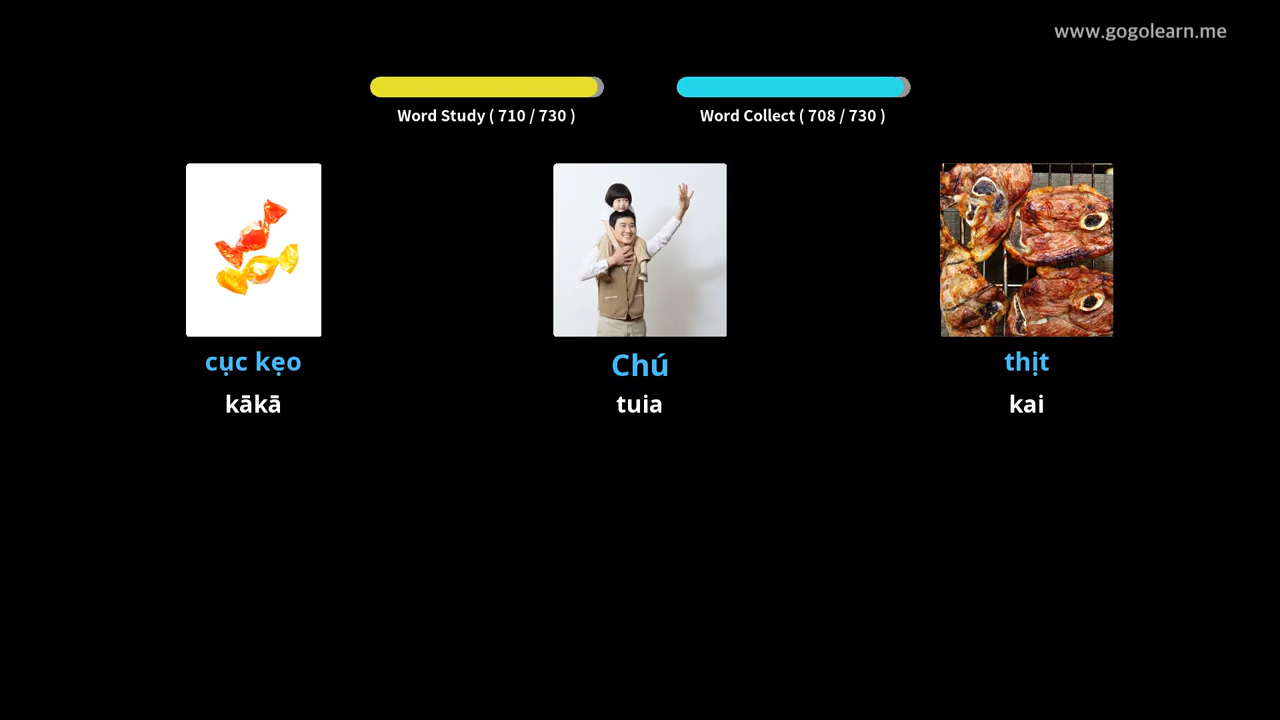 www.gogolearn.me
Word Study ( 710 / 730 )
Word Collect ( 708 / 730 )
cục kẹo
Chú
thịt
kākā
tuia
kai